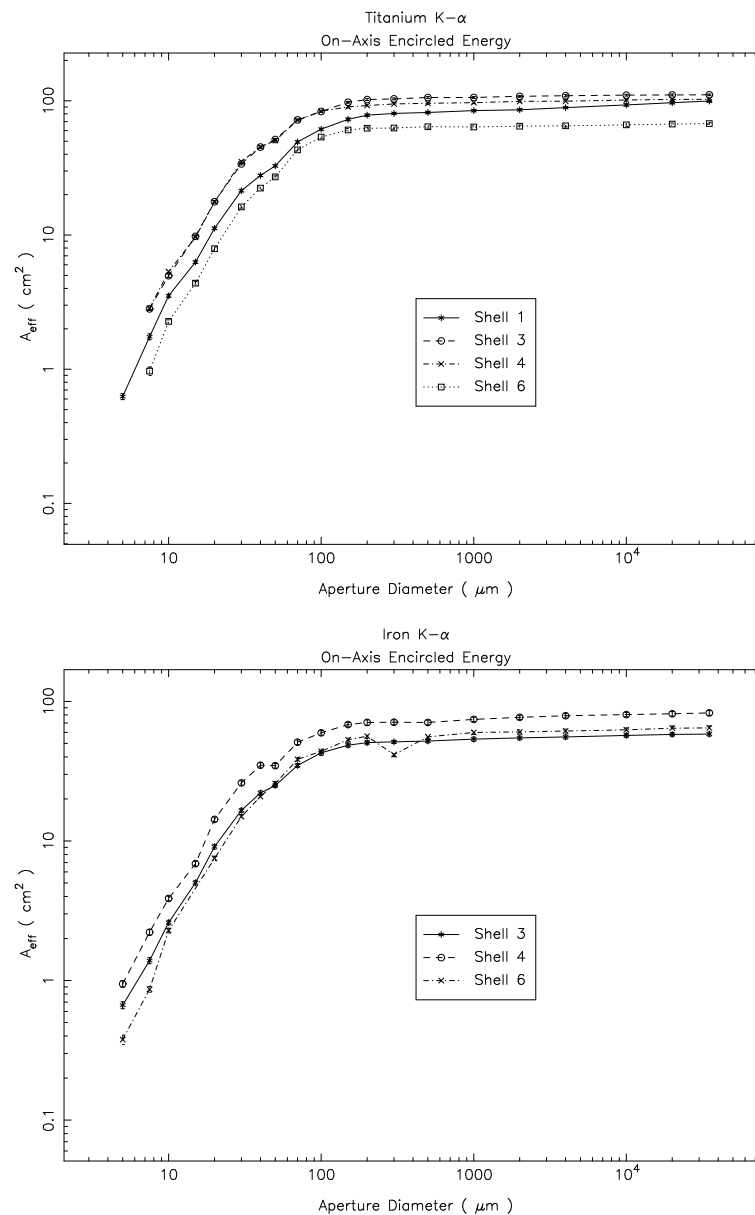 Titanium K−α
On−Axis Encircled Energy
100
10
1
0.1
A_eff ( cm² )
Shell 1
Shell 3
Shell 4
Shell 6
10 100 1000 10⁴
Aperture Diameter ( μm )
Iron K−α
On−Axis Encircled Energy
100
10
1
0.1
A_eff ( cm² )
Shell 3
Shell 4
Shell 6
10 100 1000 10⁴
Aperture Diameter ( μm )